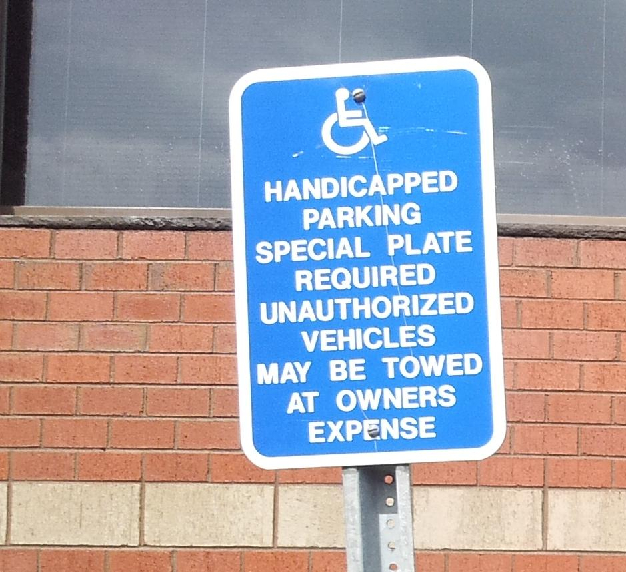 HANDICAPPED
PARKING
SPECIAL PLATE
REQUIRED
UNAUTHORIZED
VEHICLES
MAY BE TOWED
AT OWNERS
EXPENSE